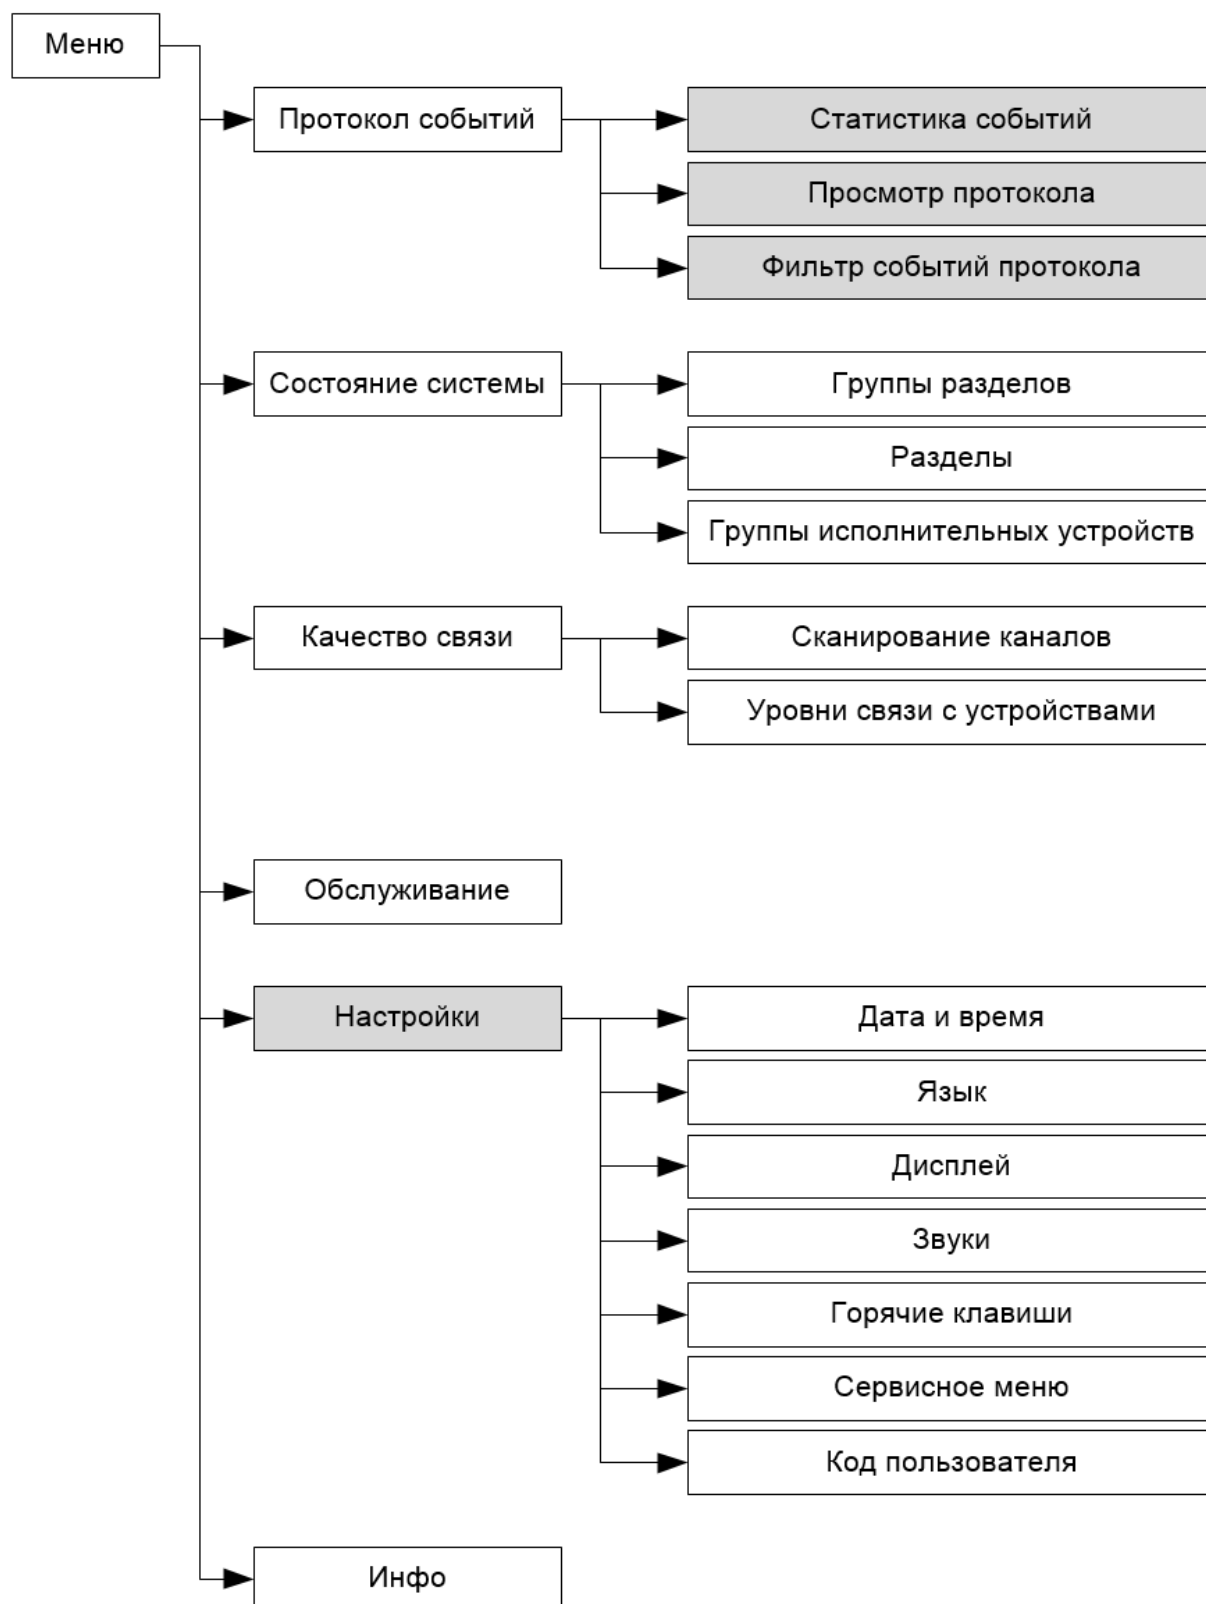 Меню
Протокол событий
Статистика событий
Просмотр протокола
Фильтр событий протокола
Состояние системы
Группы разделов
Разделы
Группы исполнительных устройств
Качество связи
Сканирование каналов
Уровни связи с устройствами
Обслуживание
Настройки
Дата и время
Язык
Дисплей
Звуки
Горячие клавиши
Сервисное меню
Код пользователя
Инфо